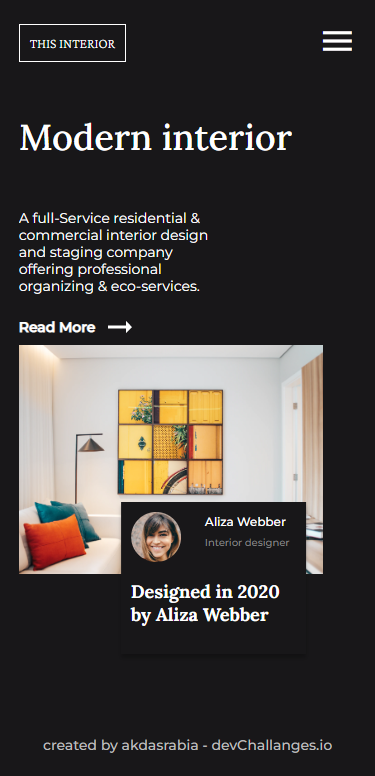 THIS INTERIOR
Modern interior
A full-Service residential &
commercial interior design
and staging company
offering professional
organizing & eco-services.
Read More
Aliza Webber
Interior designer
Designed in 2020
by Aliza Webber
created by akdasrabia - devChallanges.io